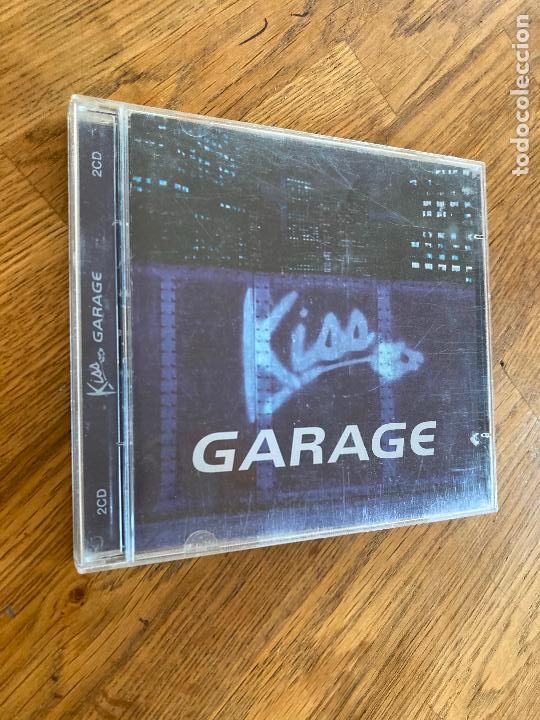 2CD
Kiss GARAGE
2CD
Kiss
GARAGE
todocoleccion